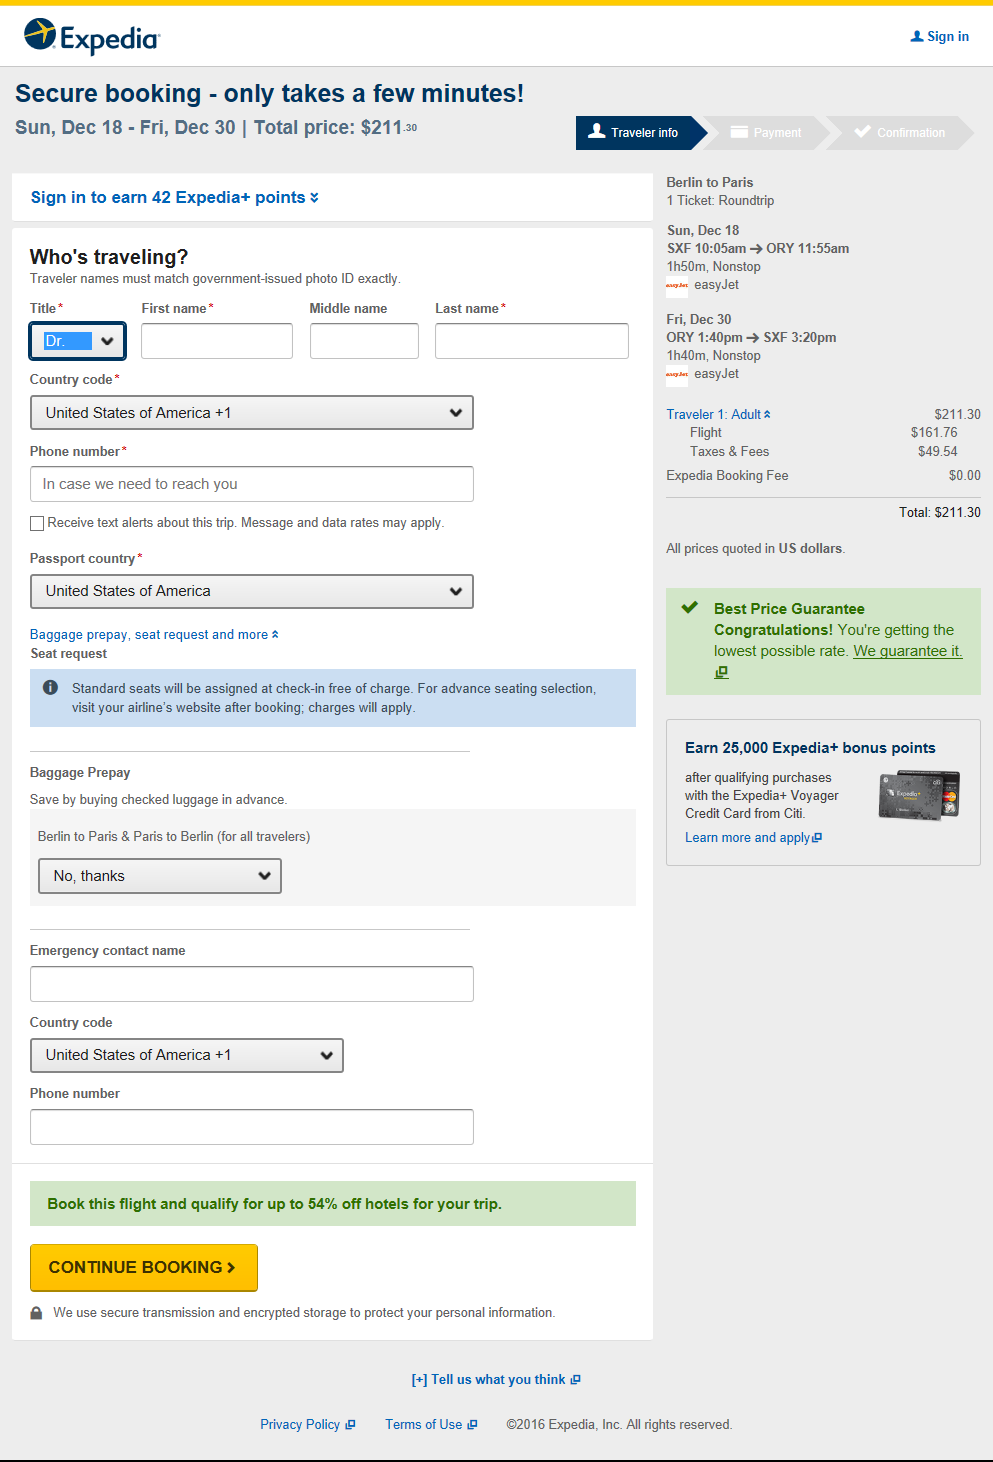 Expedia
Sign in
Secure booking - only takes a few minutes!
Sun, Dec 18 - Fri, Dec 30 | Total price: $211.30
Traveler info
Payment
Confirmation
Sign in to earn 42 Expedia+ points
Who's traveling?
Traveler names must match government-issued photo ID exactly.
Title* First name* Middle name Last name*
Dr.
Country code*
United States of America +1
Phone number*
In case we need to reach you
Receive text alerts about this trip. Message and data rates may apply.
Passport country*
United States of America
Baggage prepay, seat request and more
Seat request
Standard seats will be assigned at check-in free of charge. For advance seating selection,
visit your airline's website after booking; charges will apply.
Baggage Prepay
Save by buying checked luggage in advance.
Berlin to Paris & Paris to Berlin (for all travelers)
No, thanks
Emergency contact name
Country code
United States of America +1
Phone number
Book this flight and qualify for up to 54% off hotels for your trip.
CONTINUE BOOKING
We use secure transmission and encrypted storage to protect your personal information.
Berlin to Paris
1 Ticket: Roundtrip
Sun, Dec 18
SXF 10:05am → ORY 11:55am
1h50m, Nonstop
easyJet easyJet
Fri, Dec 30
ORY 1:40pm → SXF 3:20pm
1h40m, Nonstop
easyJet easyJet
Traveler 1: Adult $211.30
Flight $161.76
Taxes & Fees $49.54
Expedia Booking Fee $0.00
Total: $211.30
All prices quoted in US dollars.
Best Price Guarantee
Congratulations! You're getting the
lowest possible rate. We guarantee it.
Earn 25,000 Expedia+ bonus points
after qualifying purchases
with the Expedia+ Voyager
Credit Card from Citi.
Learn more and apply
Expedia+
citi
[+] Tell us what you think
Privacy Policy Terms of Use ©2016 Expedia, Inc. All rights reserved.